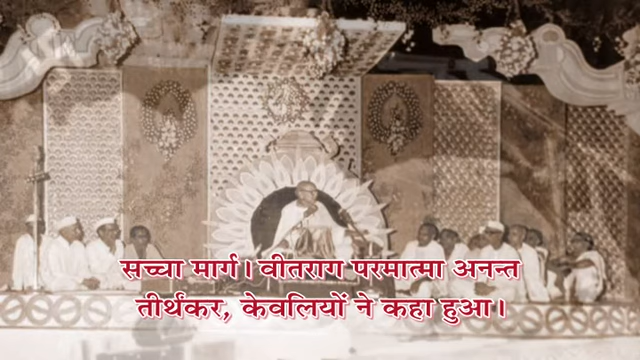 सच्चा मार्ग। वीतराग परमात्मा अनन्त
तीर्थंकर, केवलियों ने कहा हुआ।